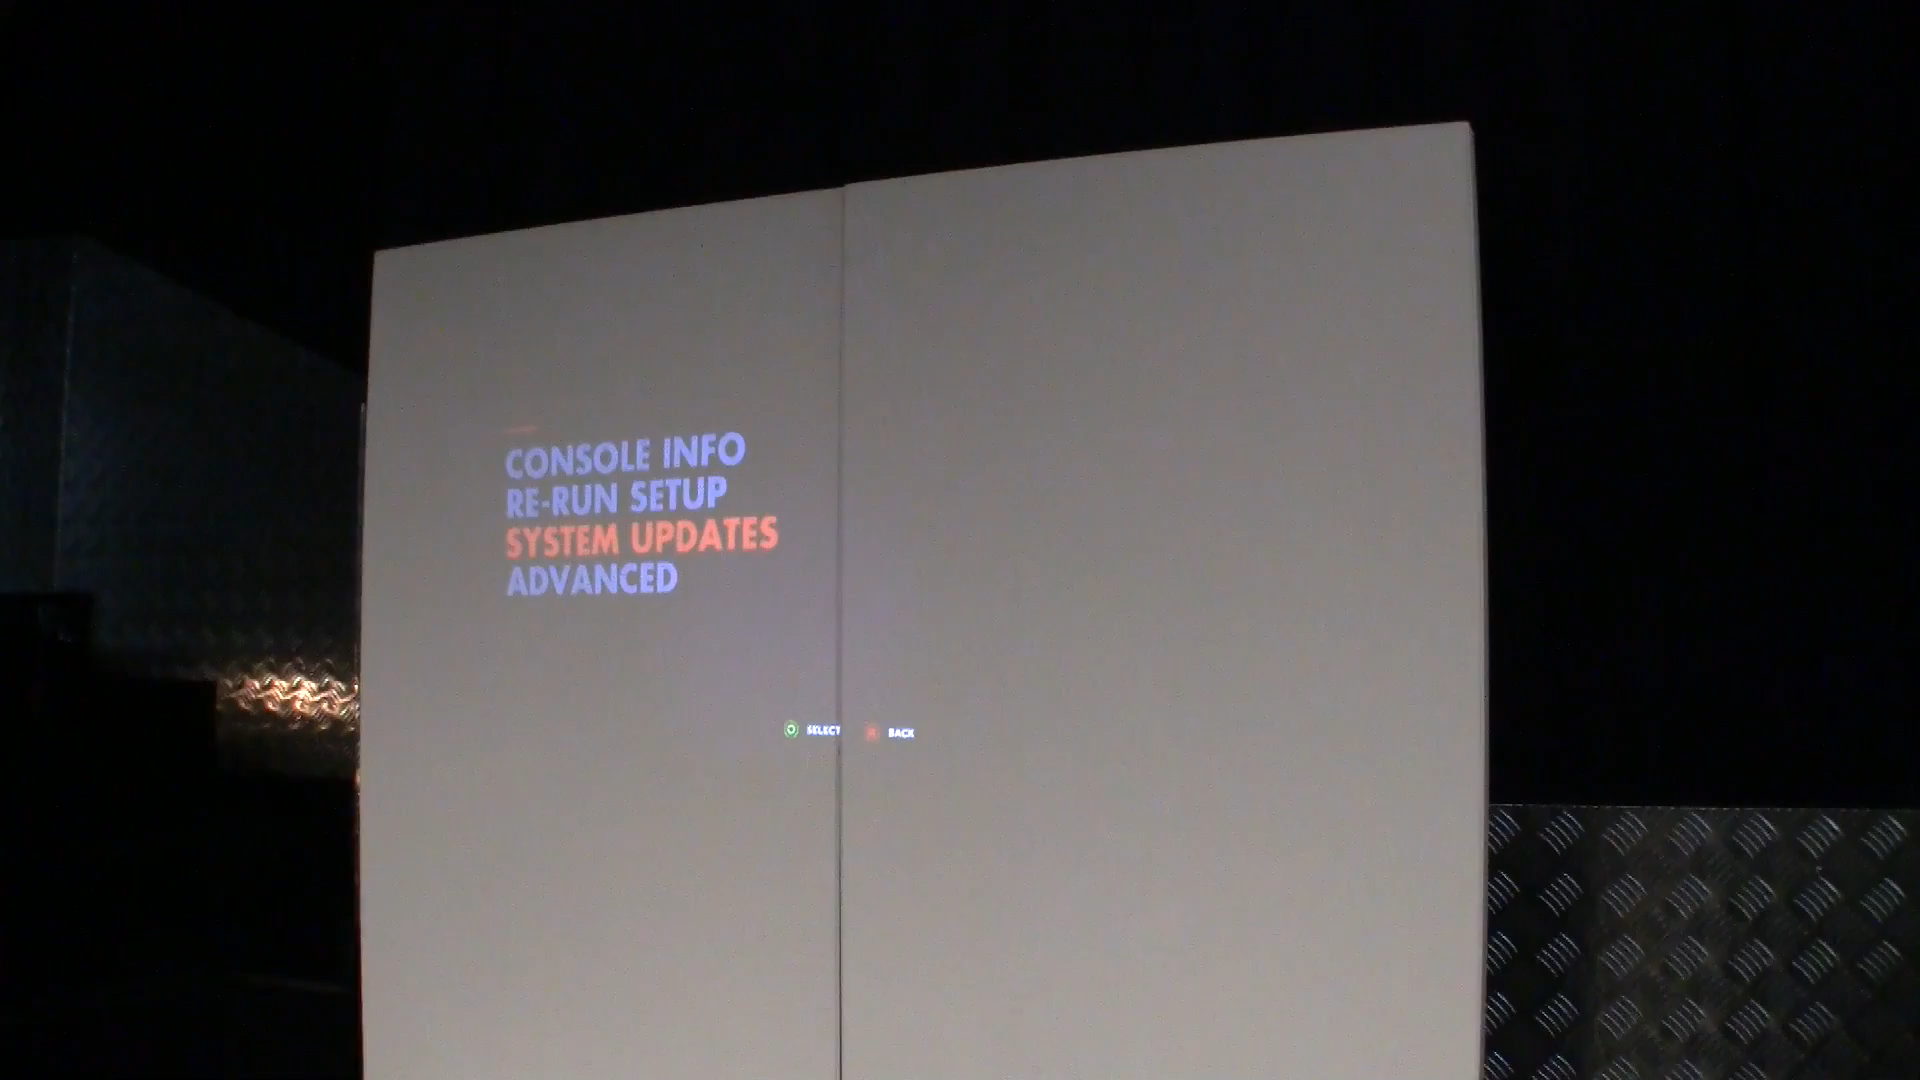 CONSOLE INFO
RE-RUN SETUP
SYSTEM UPDATES
ADVANCED
SELECT BACK